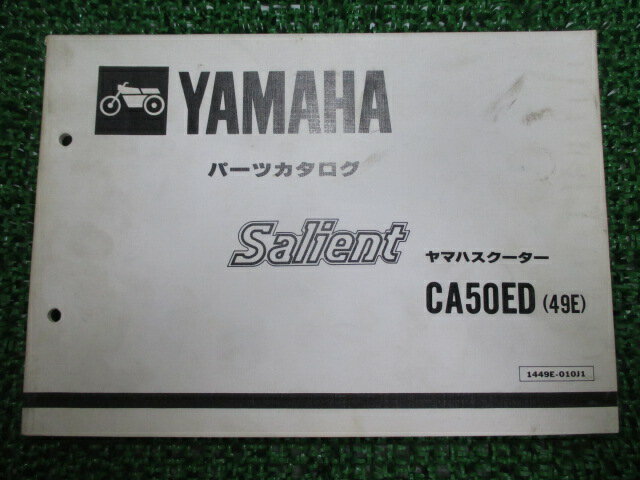 YAMAHA
パーツカタログ
Salient
ヤマハスクーター
CA50ED (49E)
1449E-010J1